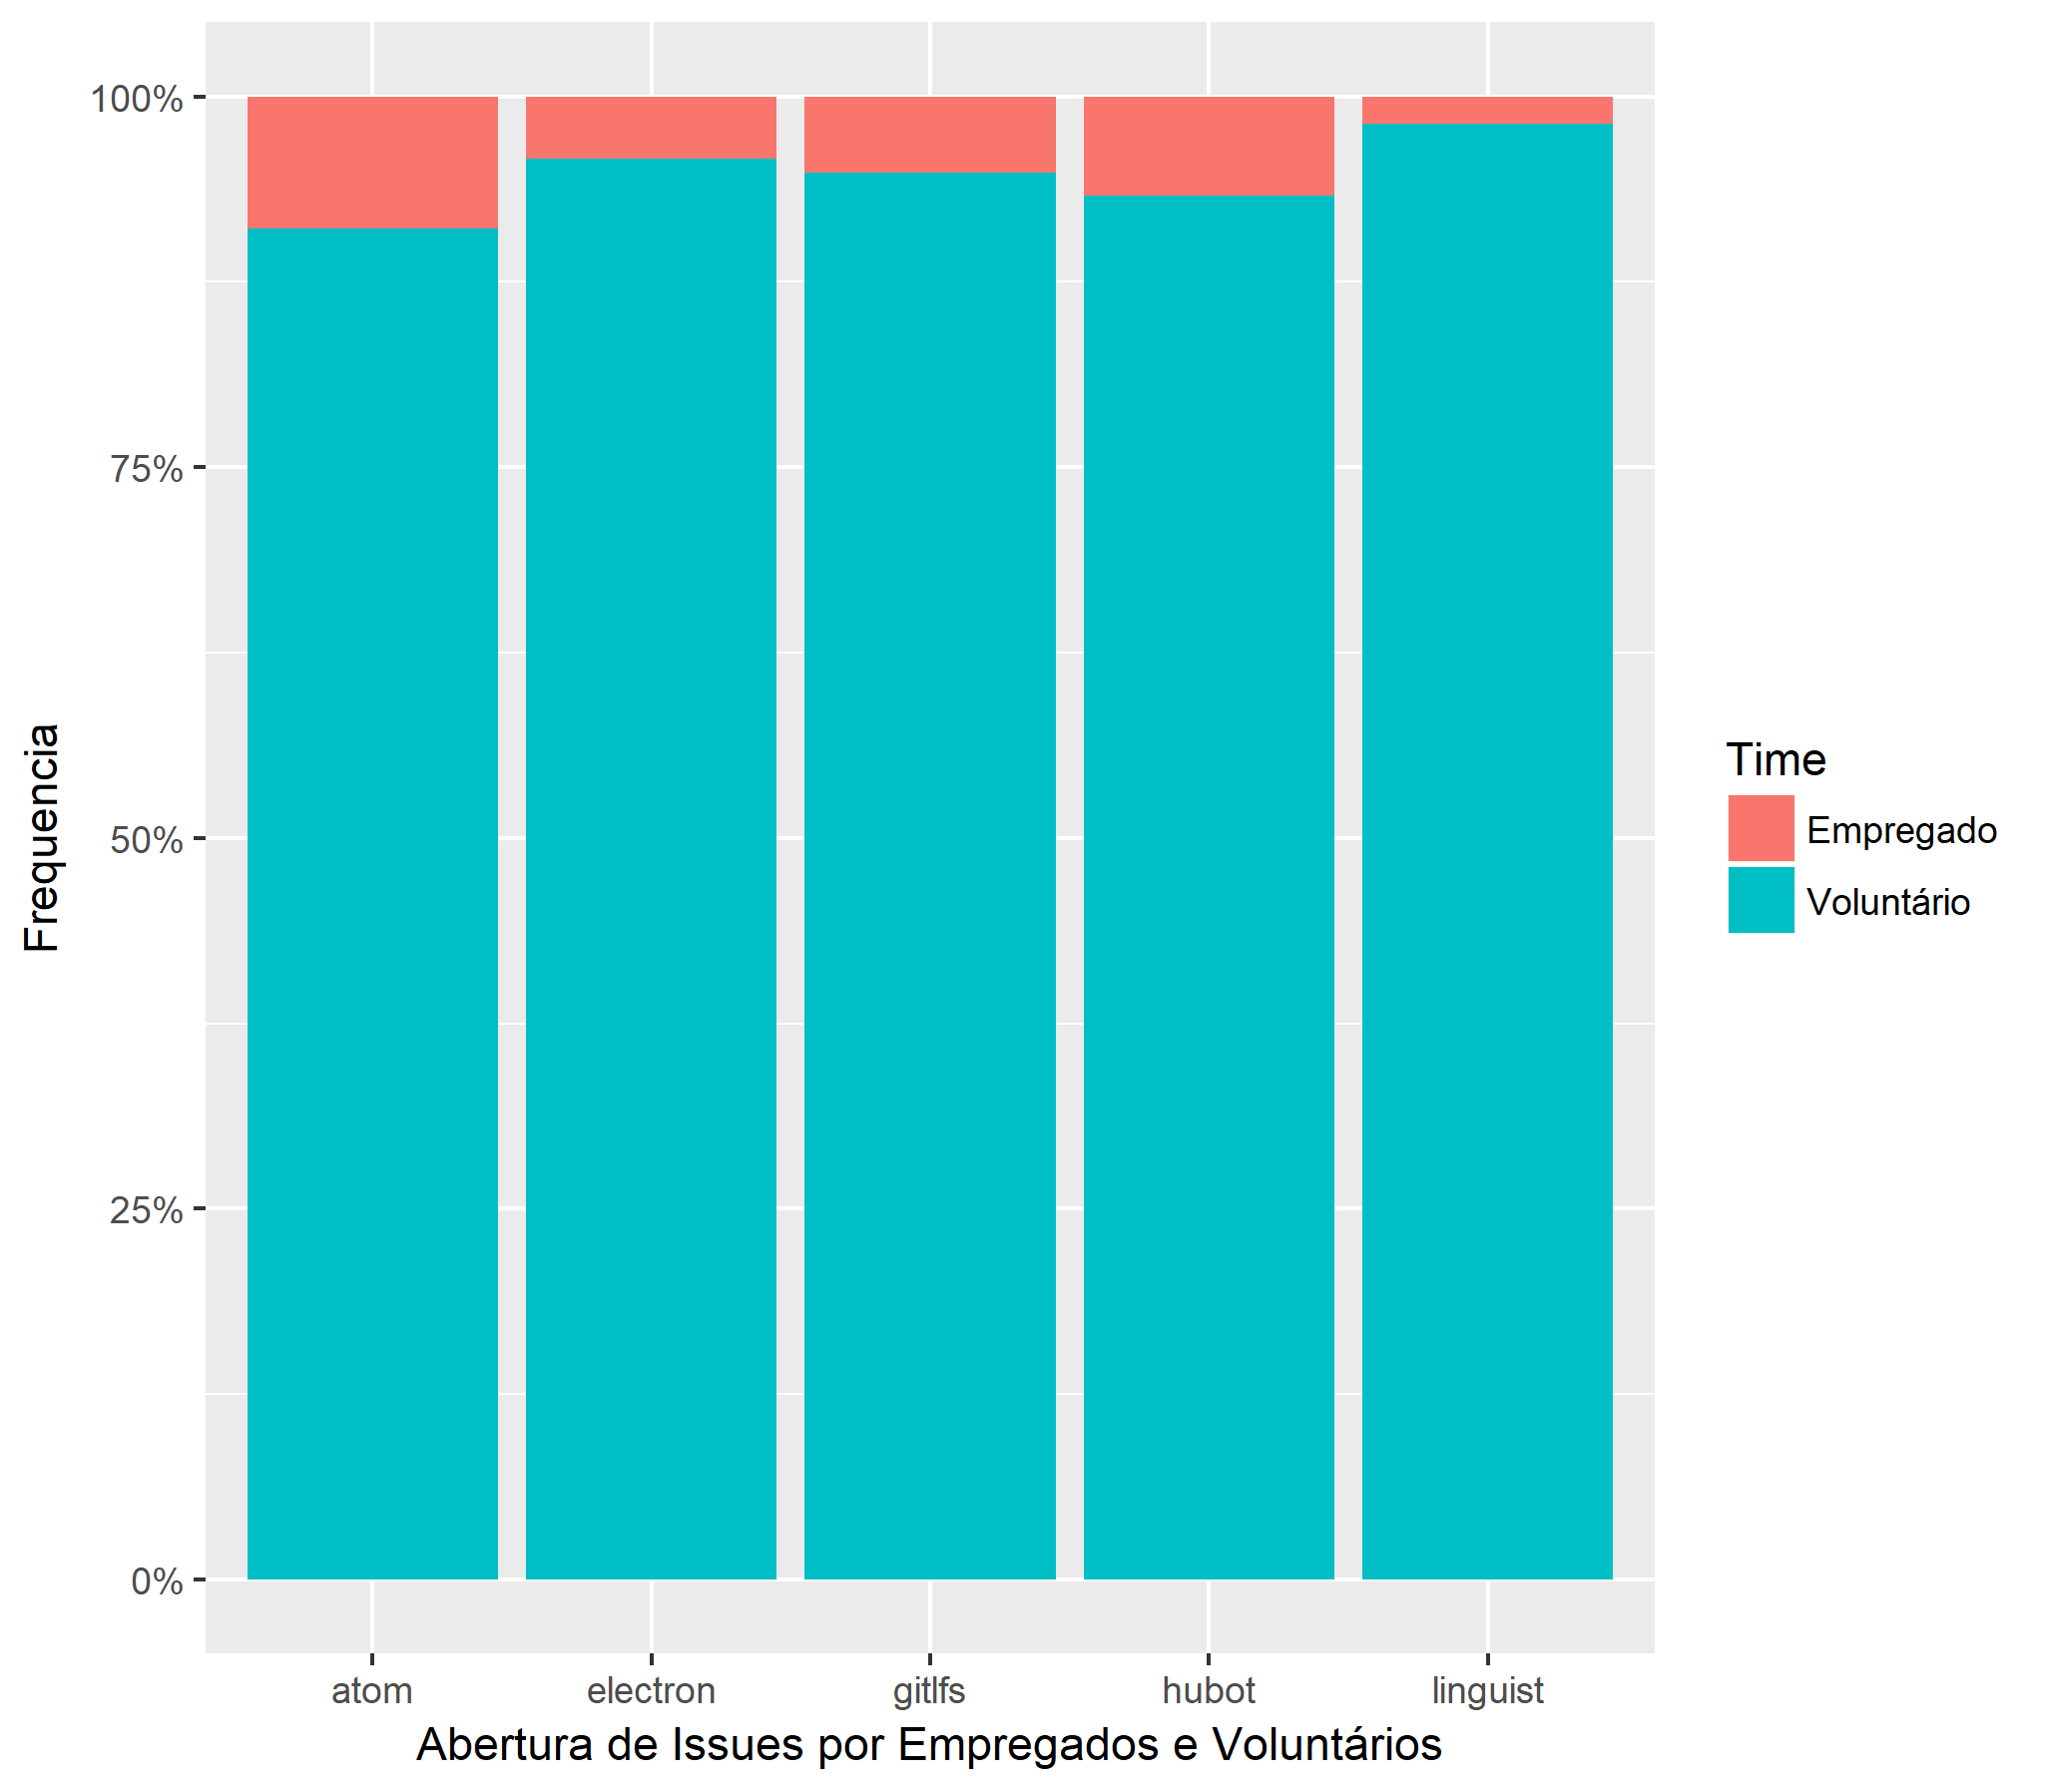 100%
75%
50%
25%
0%
Frequencia
atom electron gitlfs hubot linguist
Abertura de Issues por Empregados e Voluntários
Time
Empregado
Voluntário